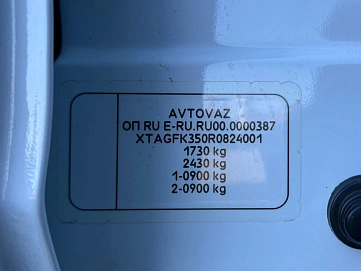 AVTOVAZ
ОП RU E-RU.RU00.0000387
XTAGFK350R0824001
1730 kg
2430 kg
1-0900 kg
2-0900 kg